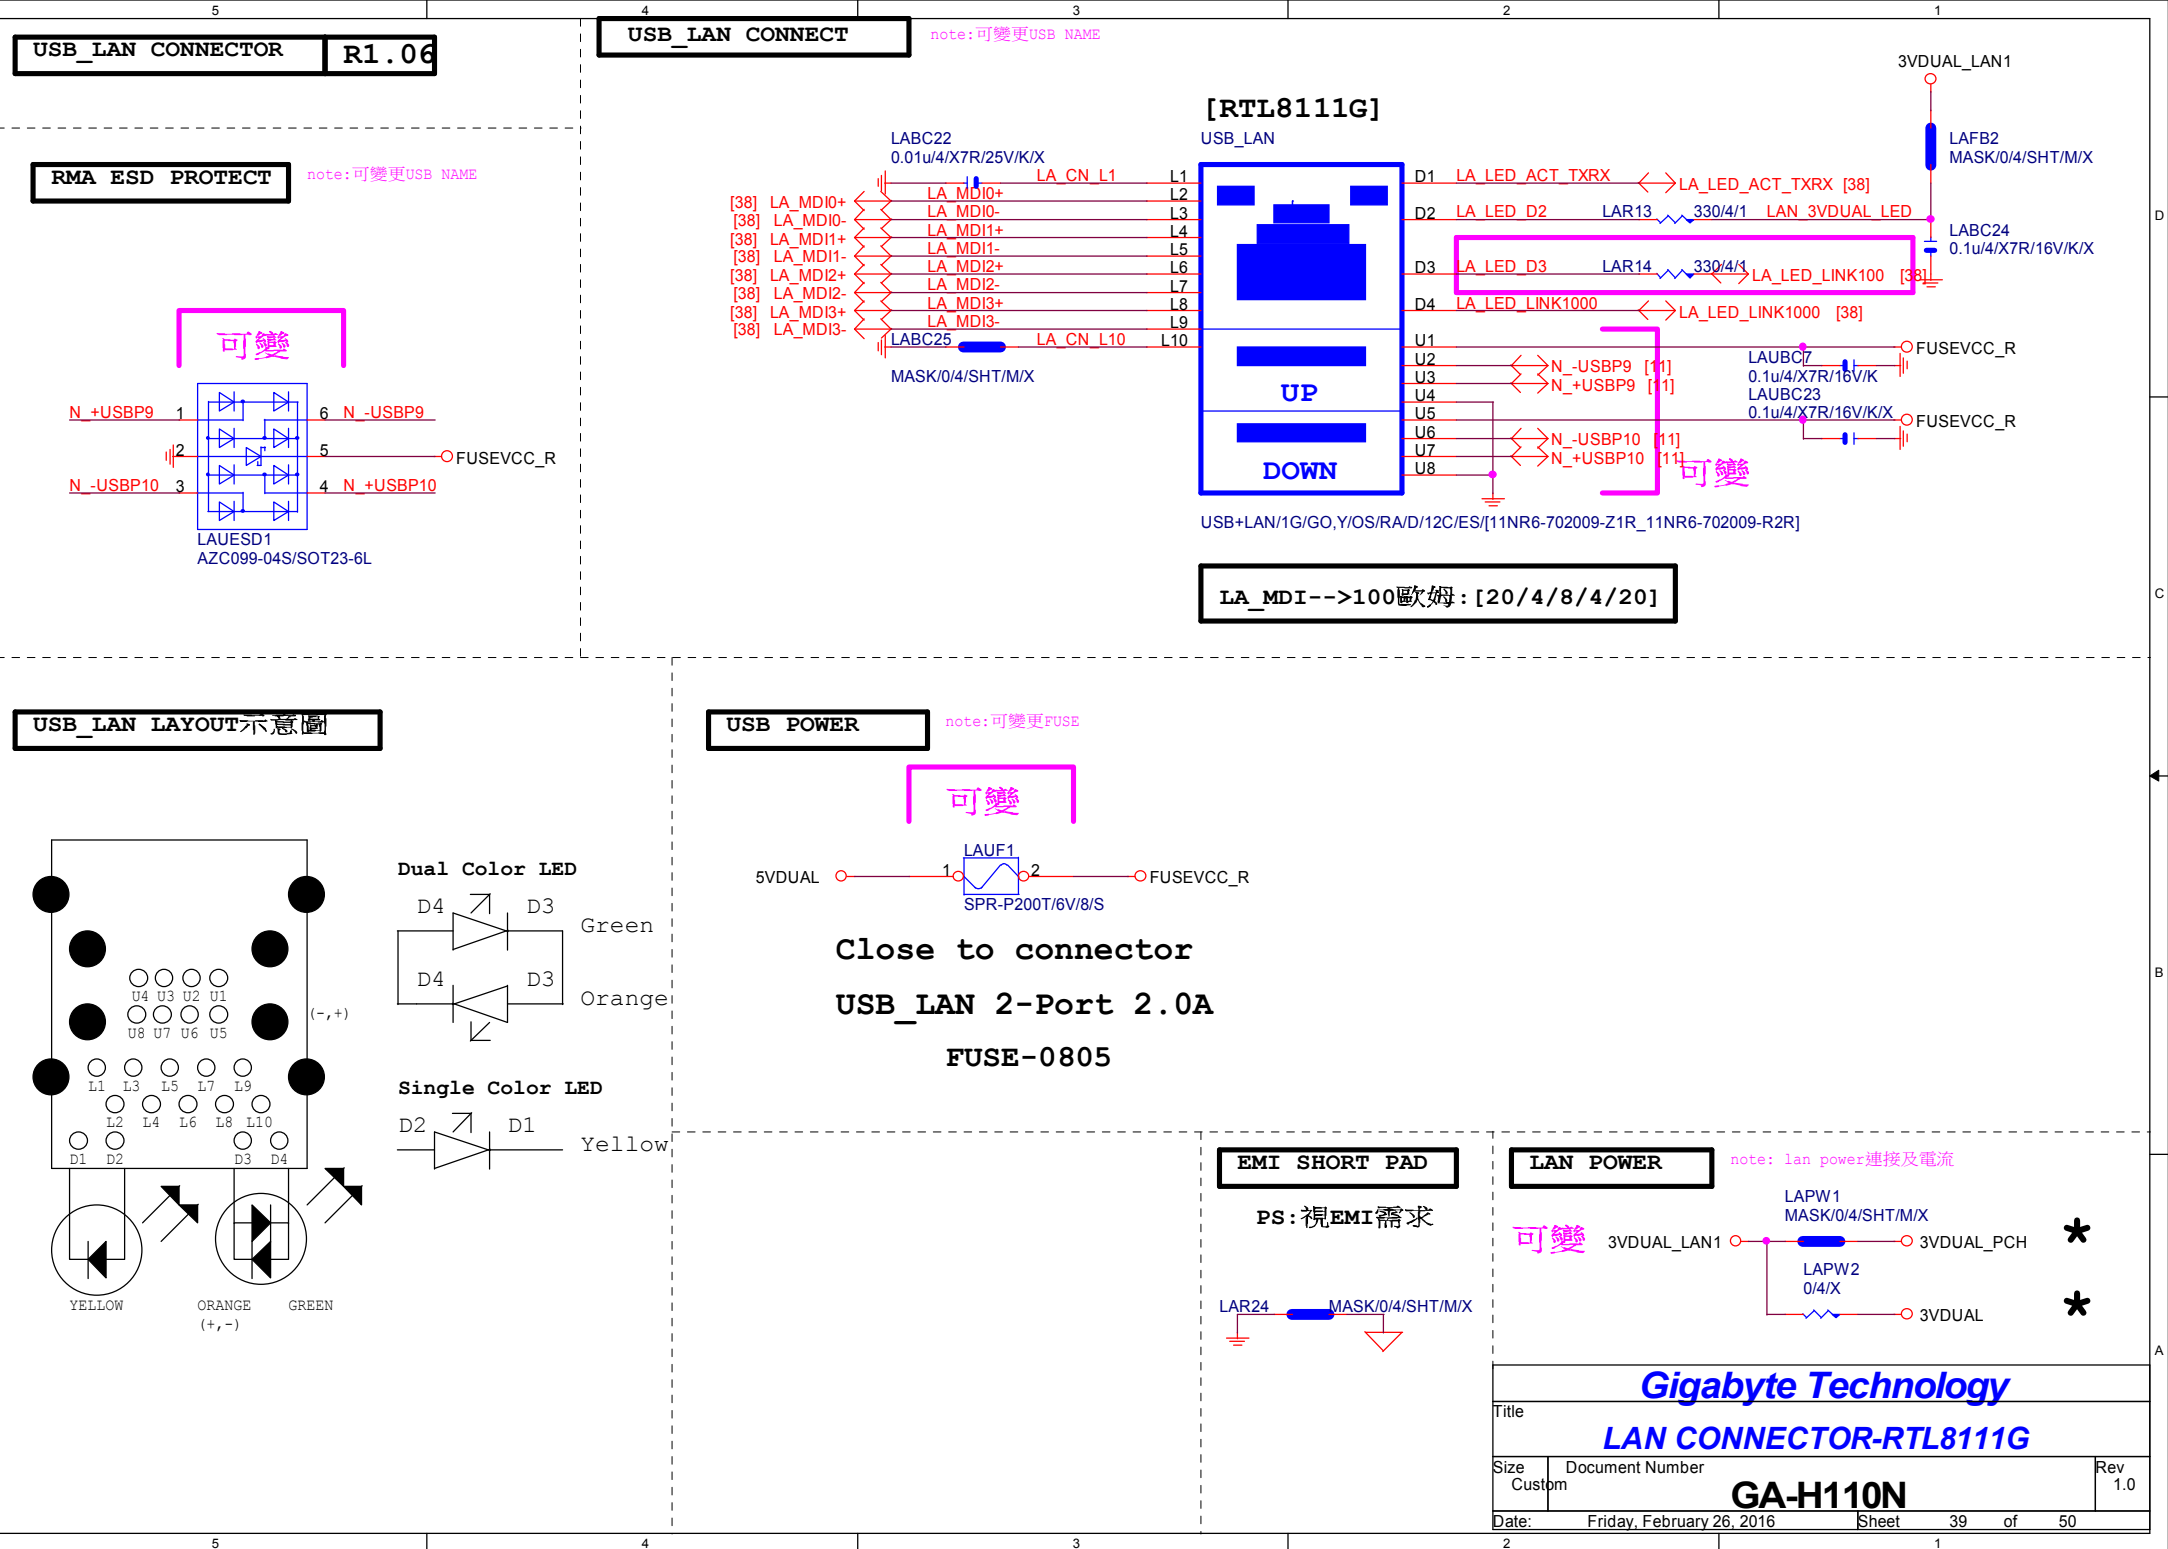 5 4 3 2 1
USB_LAN CONNECTOR R1.06
USB_LAN CONNECT
note:可變更USB NAME
3VDUAL_LAN1
[RTL8111G]
USB_LAN
LABC22
0.01u/4/X7R/25V/K/X
LAFB2
MASK/0/4/SHT/M/X
RMA ESD PROTECT
note:可變更USB NAME
LA_CN_L1 L1
[38] LA_MDI0+ LA_MDI0+ L2
[38] LA_MDI0- LA_MDI0- L3
[38] LA_MDI1+ LA_MDI1+ L4
[38] LA_MDI1- LA_MDI1- L5
[38] LA_MDI2+ LA_MDI2+ L6
[38] LA_MDI2- LA_MDI2- L7
[38] LA_MDI3+ LA_MDI3+ L8
[38] LA_MDI3- LA_MDI3- L9
LABC25 LA_CN_L10 L10
MASK/0/4/SHT/M/X
D1 LA_LED_ACT_TXRX LA_LED_ACT_TXRX [38]
D2 LA_LED_D2 LAR13 330/4/1 LAN_3VDUAL_LED
LABC24
0.1u/4/X7R/16V/K/X
D3 LA_LED_D3 LAR14 330/4/1 LA_LED_LINK100 [38]
D4 LA_LED_LINK1000 LA_LED_LINK1000 [38]
U1 FUSEVCC_R
U2 N_-USBP9 [11]
U3 N_+USBP9 [11]
U4
U5 FUSEVCC_R
U6 N_-USBP10 [11]
U7 N_+USBP10 [11]
U8
LAUBC7
0.1u/4/X7R/16V/K
LAUBC23
0.1u/4/X7R/16V/K/X
可變
UP
DOWN
USB+LAN/1G/GO,Y/OS/RA/D/12C/ES/[11NR6-702009-Z1R_11NR6-702009-R2R]
LA_MDI-->100歐姆:[20/4/8/4/20]
可變
N_+USBP9 1 6 N_-USBP9
2 5 FUSEVCC_R
N_-USBP10 3 4 N_+USBP10
LAUESD1
AZC099-04S/SOT23-6L
D
C
B
A
USB_LAN LAYOUT示意圖
Dual Color LED
D4 D3 Green
D4 D3 Orange
Single Color LED
D2 D1 Yellow
U4 U3 U2 U1
(-,+)
U8 U7 U6 U5
L1 L3 L5 L7 L9
L2 L4 L6 L8 L10
D1 D2 D3 D4
YELLOW ORANGE GREEN
(+,-)
USB POWER
note:可變更FUSE
可變
LAUF1
5VDUAL 1 2 FUSEVCC_R
SPR-P200T/6V/8/S
Close to connector
USB_LAN 2-Port 2.0A
FUSE-0805
EMI SHORT PAD
PS:視EMI需求
LAR24 MASK/0/4/SHT/M/X
LAN POWER
note: lan power連接及電流
可變
LAPW1
MASK/0/4/SHT/M/X
3VDUAL_LAN1 3VDUAL_PCH *
LAPW2
0/4/X
3VDUAL *
Gigabyte Technology
Title
LAN CONNECTOR-RTL8111G
Size Document Number Rev
Custom GA-H110N 1.0
Date: Friday, February 26, 2016 Sheet 39 of 50
5 4 3 2 1